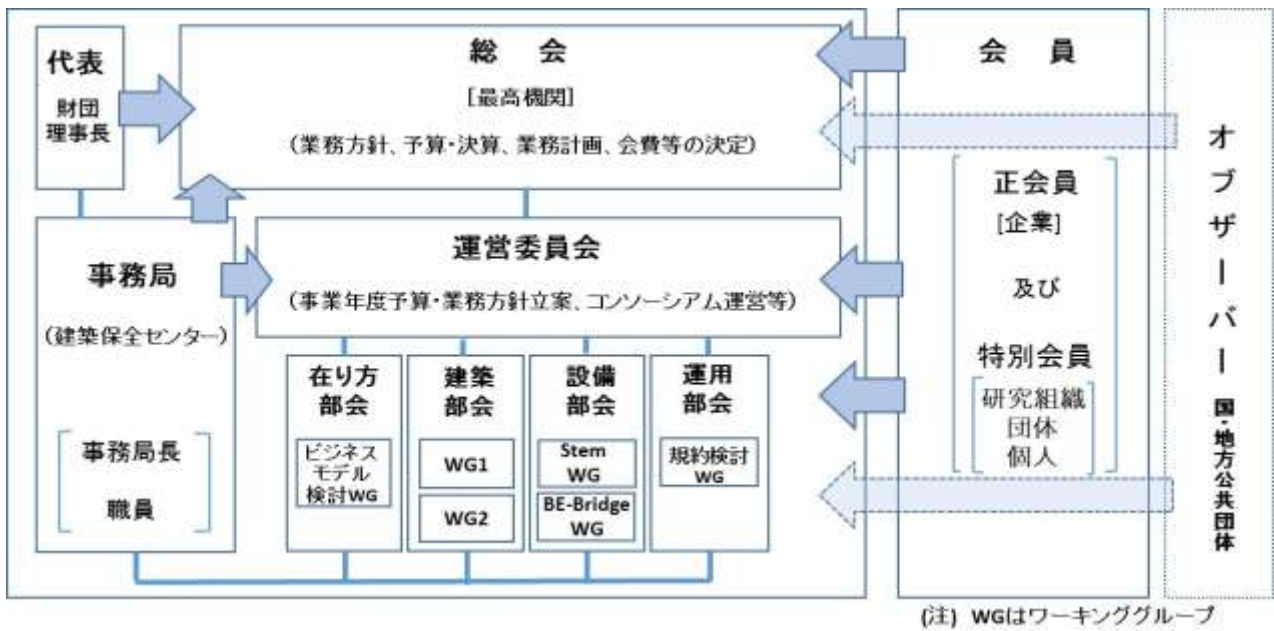 代表
財団
理事長
総　会
[最高機関]
(業務方針、予算・決算、業務計画、会費等の決定)
事務局
(建築保全センター)
事務局長
職員
運営委員会
(事業年度予算・業務方針立案、コンソーシアム運営等)
在り方
部会
ビジネス
モデル
検討WG
建築
部会
WG1
WG2
設備
部会
Stem
WG
BE-Bridge
WG
運用
部会
規約検討
WG
会　員
正会員
[企業]
及び
特別会員
研究組織
団体
個人
オブザーバー 国・地方公共団体
(注) WGはワーキンググループ